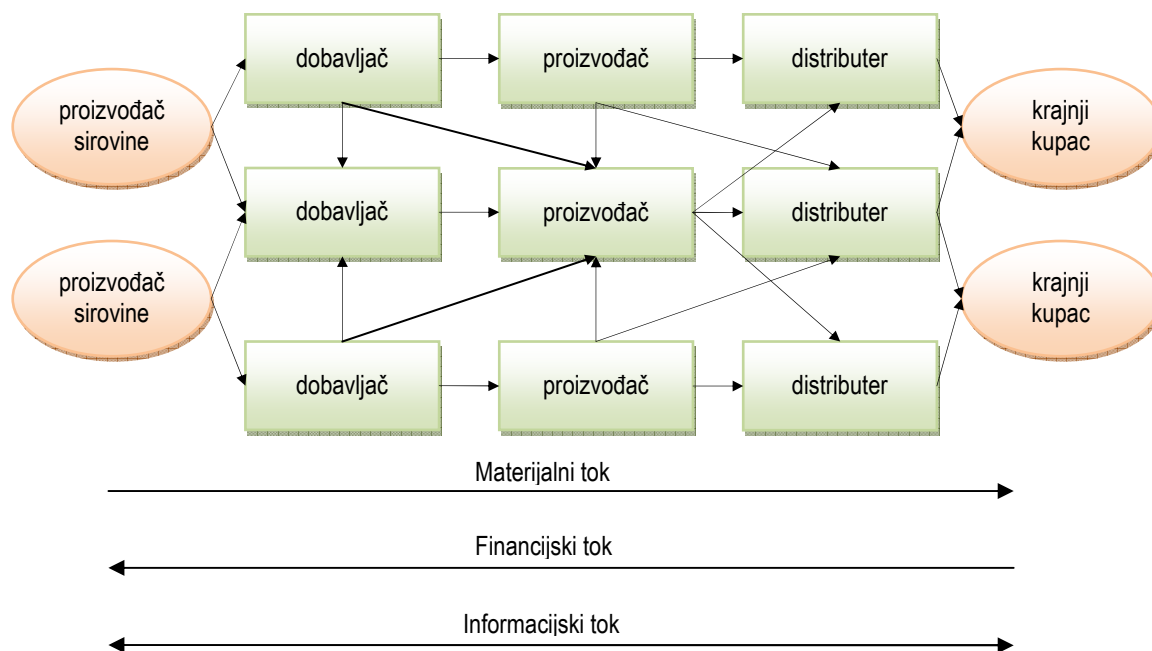 dobavljač
proizvođač
distributer
proizvođač
sirovine
krajnji
kupac
dobavljač
proizvođač
distributer
proizvođač
sirovine
krajnji
kupac
dobavljač
proizvođač
distributer
Materijalni tok
Financijski tok
Informacijski tok